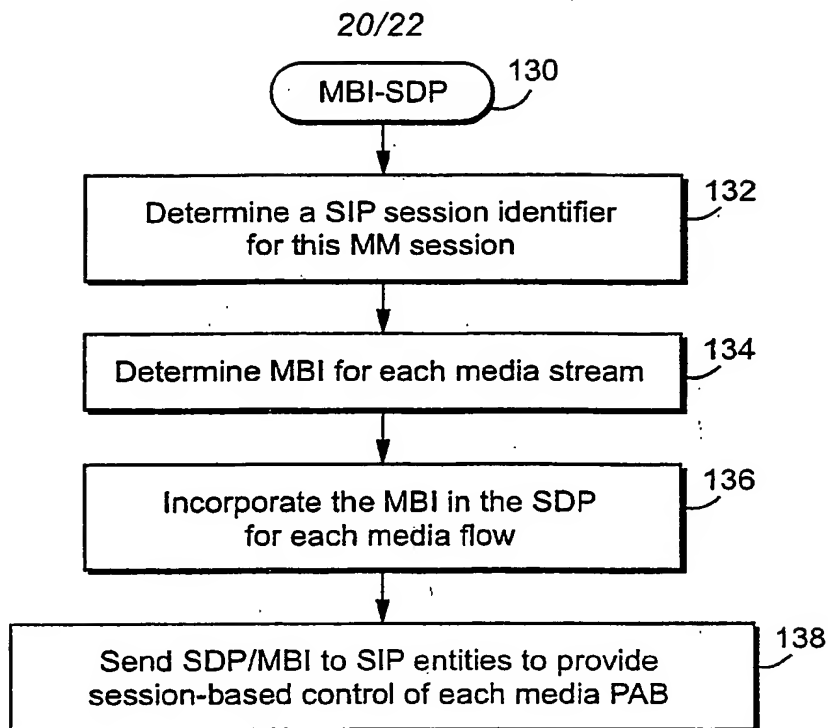 20/22
MBI-SDP
130
Determine a SIP session identifier
for this MM session
132
Determine MBI for each media stream
134
Incorporate the MBI in the SDP
for each media flow
136
Send SDP/MBI to SIP entities to provide
session-based control of each media PAB
138